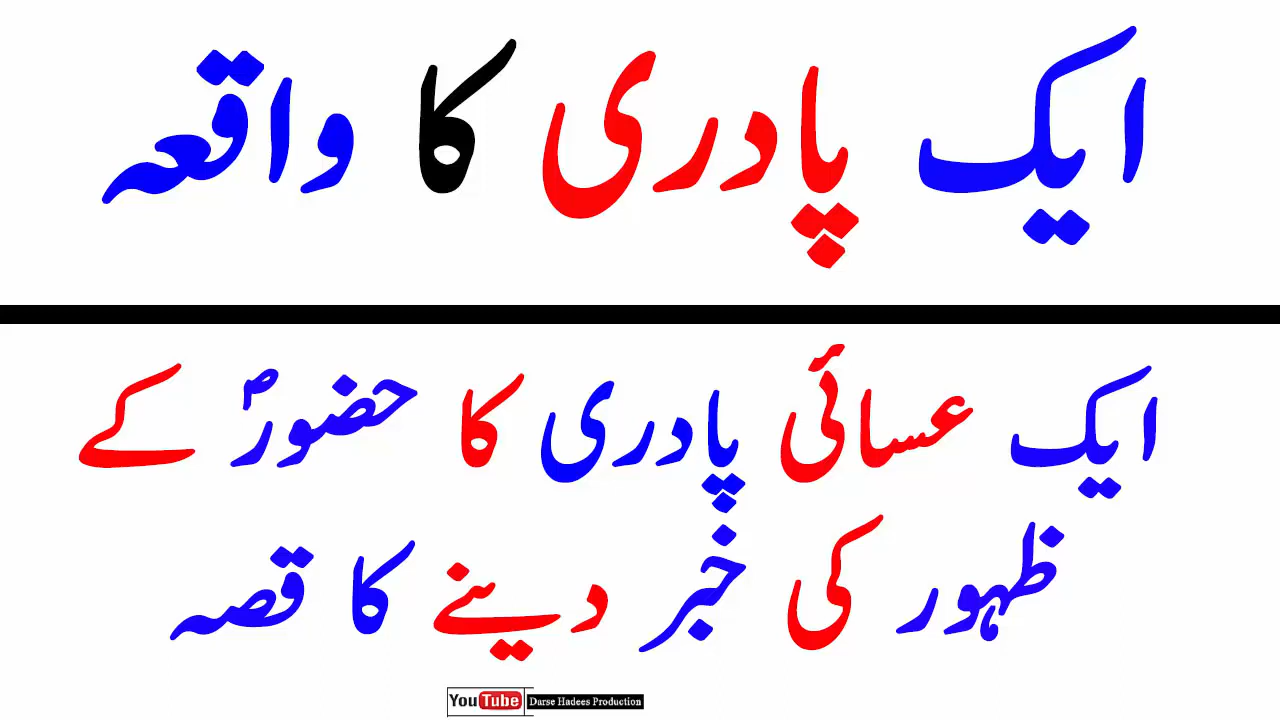 ایک پادری کا واقعہ
ایک عسائی پادری کا حضورؐ کے
ظہور کی خبر دینے کا قصہ
YouTube Darse Hadees Production